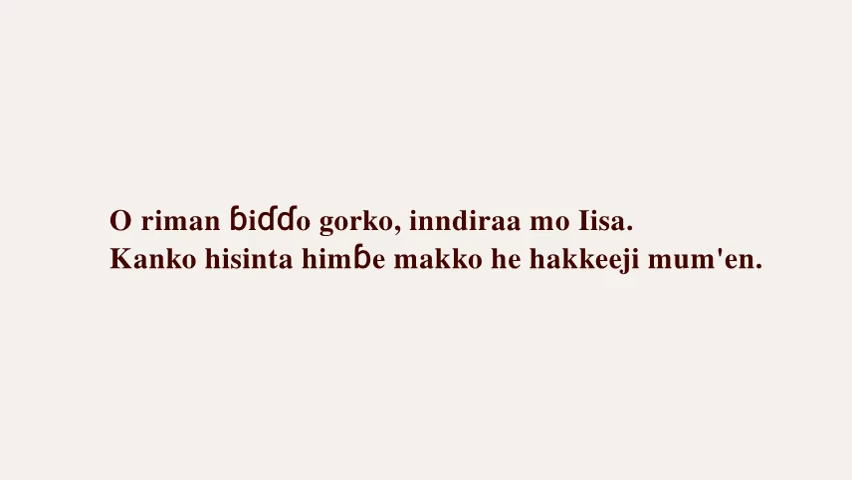 O riman ɓiɗɗo gorko, inndiraa mo Iisa.
Kanko hisinta himɓe makko he hakkeeji mum'en.